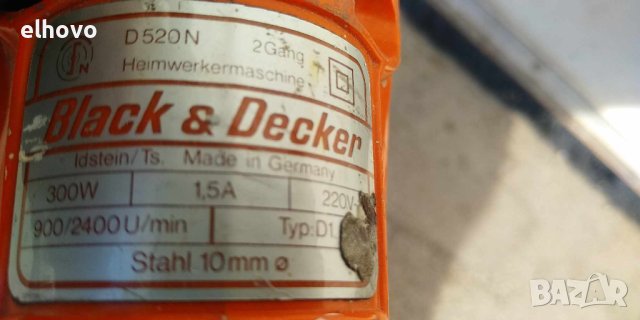 elhovo
D520N 2Gang
Heimwerkermaschine
Black & Decker
Idstein/Ts. Made in Germany
300W 1,5A 220V~
900/2400U/min Typ:D1
Stahl 10mm ø
BAZAR